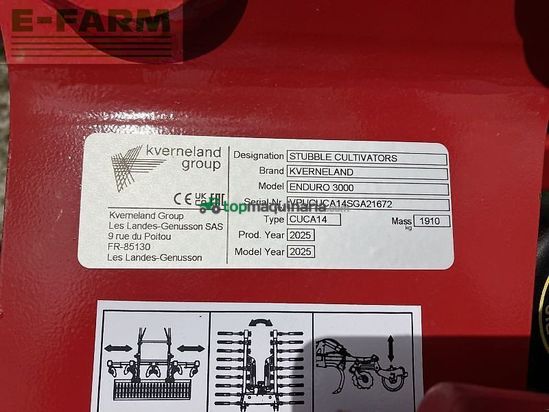 E-FARM
kverneland
group
CE UK CA EAC
Kverneland Group
Les Landes-Genusson SAS
9 rue du Poitou
FR-85130
Les Landes-Genusson
Designation STUBBLE CULTIVATORS
Brand KVERNELAND
Model ENDURO 3000
Serial Nr. VPUCUCA14SGA21672
topmaquinaria.com
Type CUCA14 Mass kg 1910
Prod. Year 2025
Model Year 2025